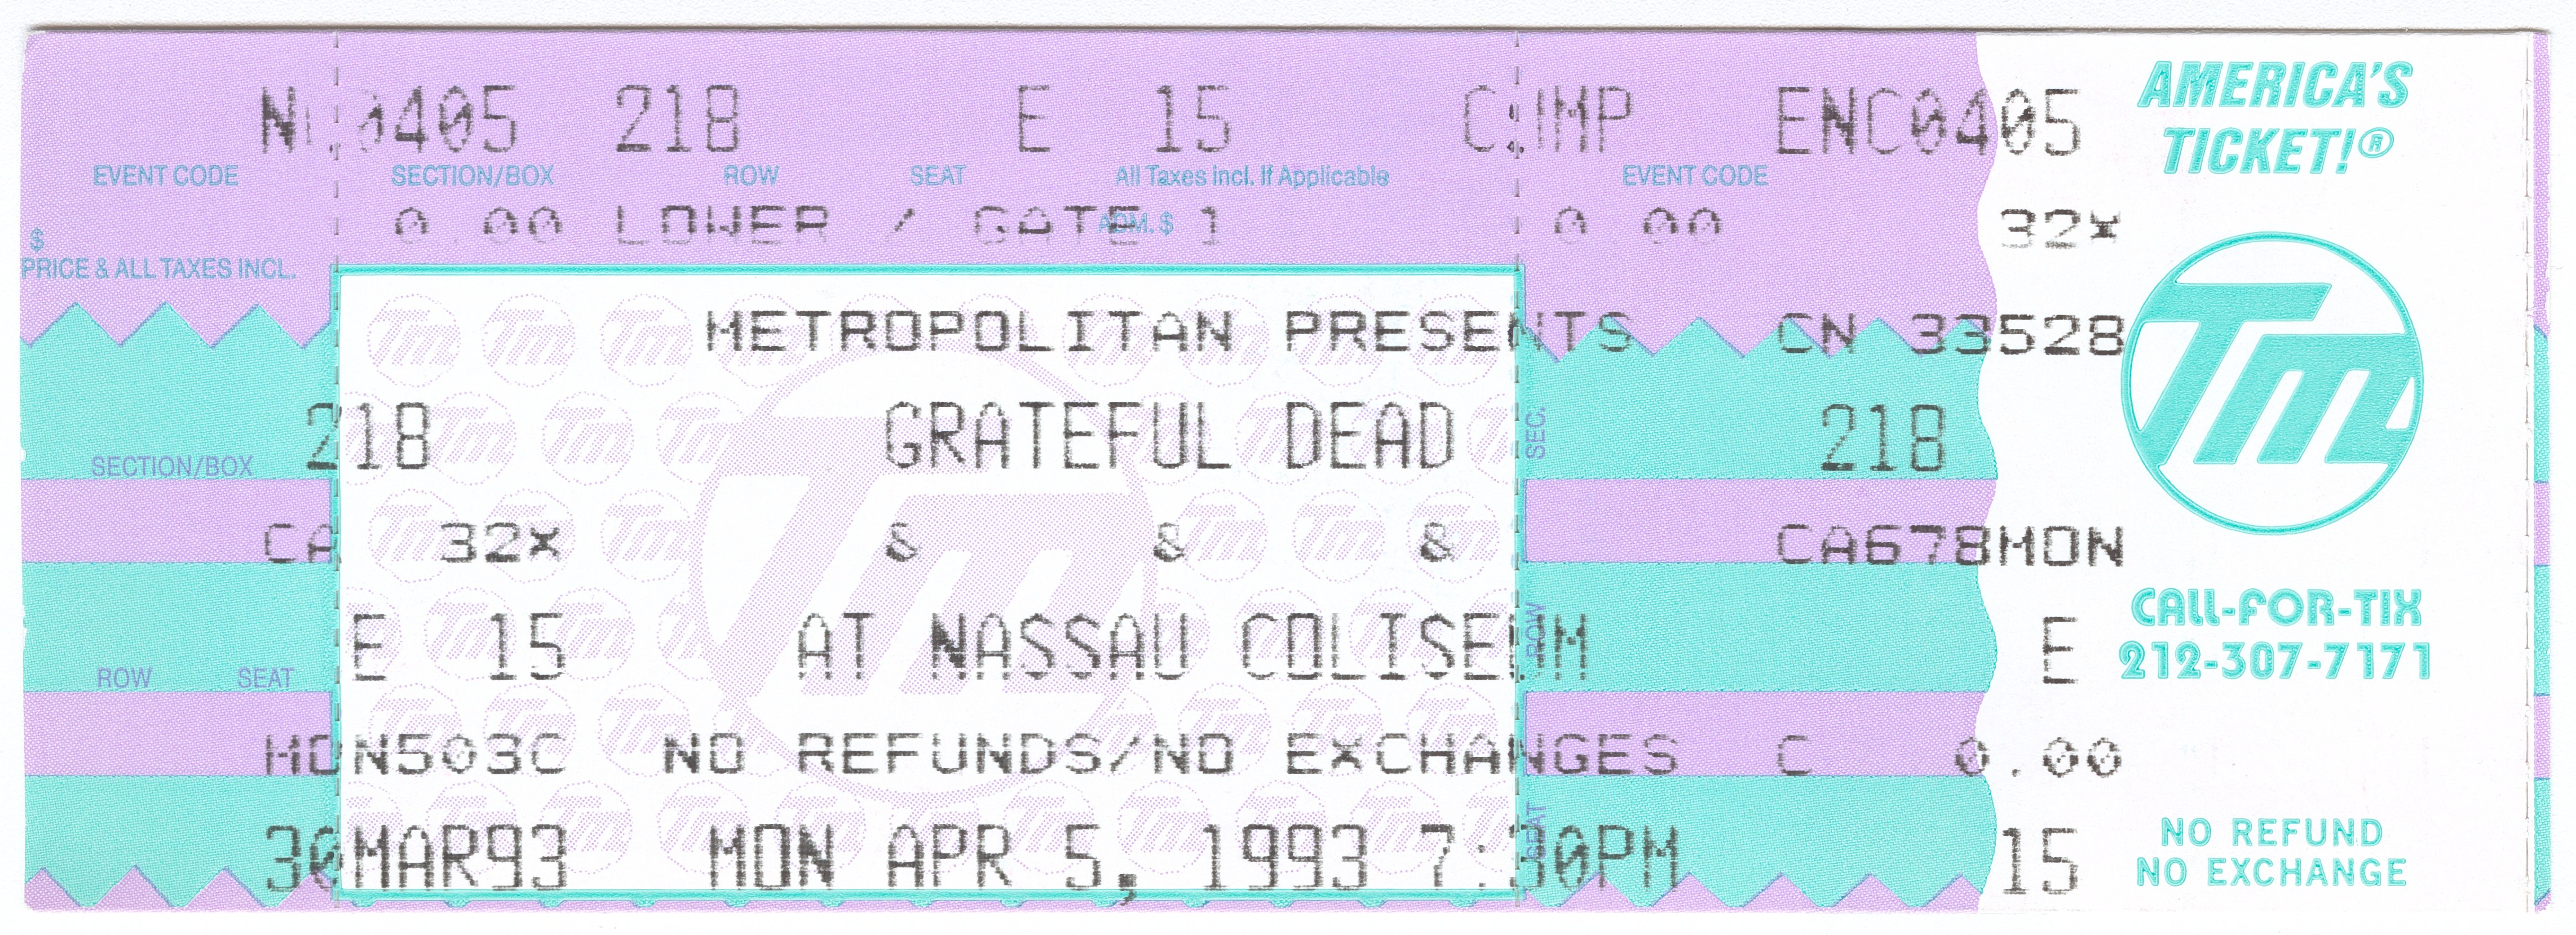 N 0405 218 E 15 COMP ENC0405
EVENT CODE SECTION/BOX ROW SEAT All Taxes incl. If Applicable EVENT CODE
0 00 LOWER / GATE 1 0 00 32X
ADM. $
$
PRICE & ALL TAXES INCL.
METROPOLITAN PRESENTS CN 33528
218 GRATEFUL DEAD 218
SECTION/BOX SEC.
CA 32X & & & CA678MON
E 15 AT NASSAU COLISEUM E
ROW SEAT ROW
MON503C NO REFUNDS/NO EXCHANGES C 0.00
30MAR93 MON APR 5, 1993 7:30PM 15
SEAT
AMERICA'S
TICKET!®
TM
CALL-FOR-TIX
212-307-7171
NO REFUND
NO EXCHANGE